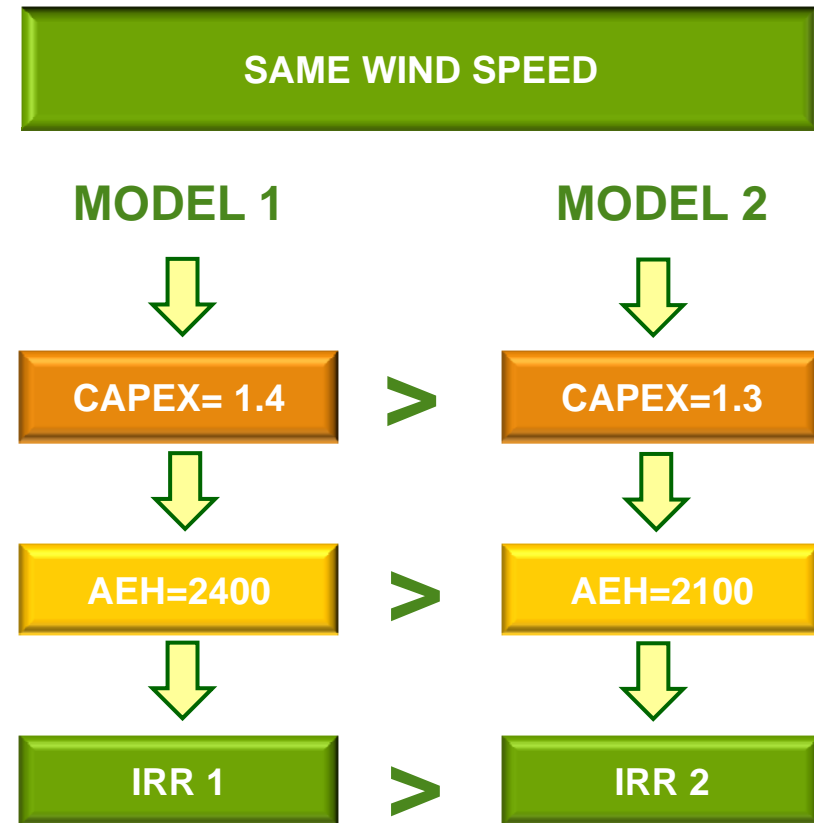 SAME WIND SPEED
MODEL 1
MODEL 2
CAPEX= 1.4
>
CAPEX=1.3
AEH=2400
>
AEH=2100
IRR 1
>
IRR 2